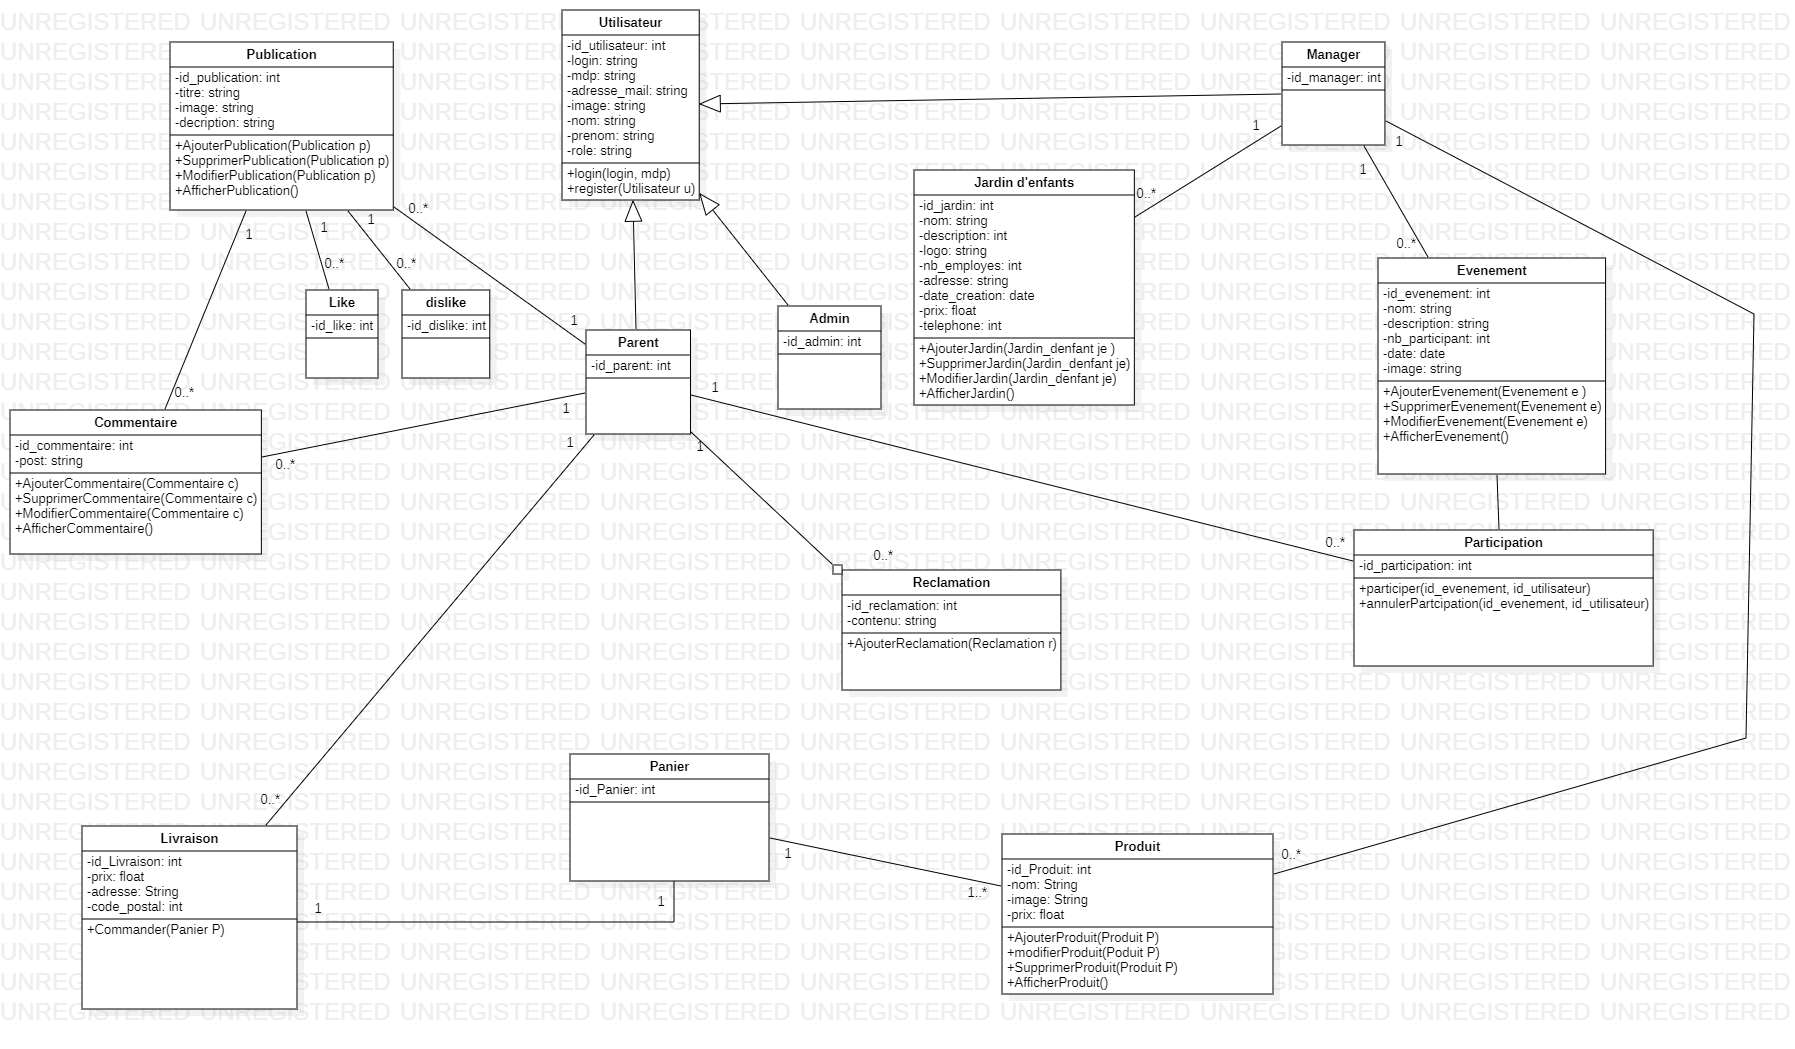 Utilisateur
-id_utilisateur: int
-login: string
-mdp: string
-adresse_mail: string
-image: string
-nom: string
-prenom: string
-role: string
+login(login, mdp)
+register(Utilisateur u)
Publication
-id_publication: int
-titre: string
-image: string
-decription: string
+AjouterPublication(Publication p)
+SupprimerPublication(Publication p)
+ModifierPublication(Publication p)
+AfficherPublication()
Manager
-id_manager: int
1
1
1
0..*
0..*
Jardin d'enfants
-id_jardin: int
-nom: string
-description: int
-logo: string
-nb_employes: int
-adresse: string
-date_creation: date
-prix: float
-telephone: int
+AjouterJardin(Jardin_denfant je )
+SupprimerJardin(Jardin_denfant je)
+ModifierJardin(Jardin_denfant je)
+AfficherJardin()
Evenement
-id_evenement: int
-nom: string
-description: string
-nb_participant: int
-date: date
-image: string
+AjouterEvenement(Evenement e )
+SupprimerEvenement(Evenement e)
+ModifierEvenement(Evenement e)
+AfficherEvenement()
1
1
1
0..*
0..*
0..*
Like
-id_like: int
dislike
-id_dislike: int
Admin
-id_admin: int
1
Parent
-id_parent: int
0..*
1
1
1
1
0..*
Commentaire
-id_commentaire: int
-post: string
+AjouterCommentaire(Commentaire c)
+SupprimerCommentaire(Commentaire c)
+ModifierCommentaire(Commentaire c)
+AfficherCommentaire()
0..*
0..*
Participation
-id_participation: int
+participer(id_evenement, id_utilisateur)
+annulerPartcipation(id_evenement, id_utilisateur)
Reclamation
-id_reclamation: int
-contenu: string
+AjouterReclamation(Reclamation r)
0..*
Livraison
-id_Livraison: int
-prix: float
-adresse: String
-code_postal: int
+Commander(Panier P)
1
1
Panier
-id_Panier: int
1
1..*
0..*
Produit
-id_Produit: int
-nom: String
-image: String
-prix: float
+AjouterProduit(Produit P)
+modifierProduit(Poduit P)
+SupprimerProduit(Produit P)
+AfficherProduit()
UNREGISTERED